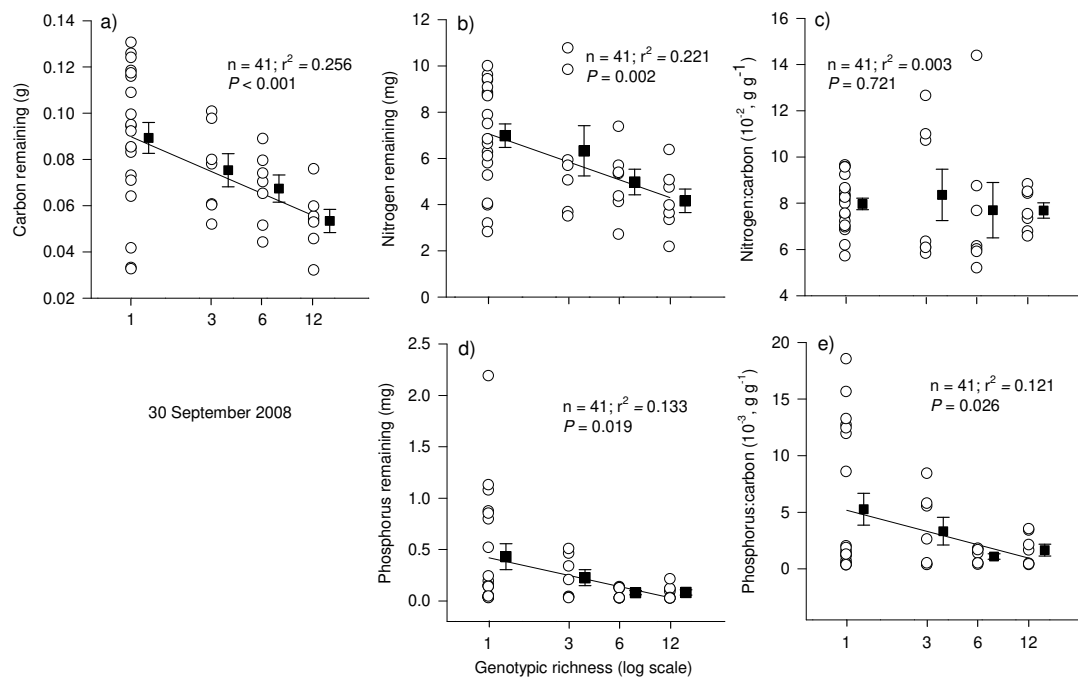 a)
n = 41; r² = 0.256
P < 0.001
Carbon remaining (g)
0.14
0.12
0.10
0.08
0.06
0.04
0.02
1 3 6 12
b)
n = 41; r² = 0.221
P = 0.002
Nitrogen remaining (mg)
12
10
8
6
4
2
0
1 3 6 12
c)
n = 41; r² = 0.003
P = 0.721
Nitrogen:carbon (10⁻², g g⁻¹)
16
14
12
10
8
6
4
1 3 6 12
30 September 2008
d)
n = 41; r² = 0.133
P = 0.019
Phosphorus remaining (mg)
2.5
2.0
1.5
1.0
0.5
0.0
1 3 6 12
Genotypic richness (log scale)
e)
n = 41; r² = 0.121
P = 0.026
Phosphorus:carbon (10⁻³, g g⁻¹)
20
15
10
5
0
1 3 6 12